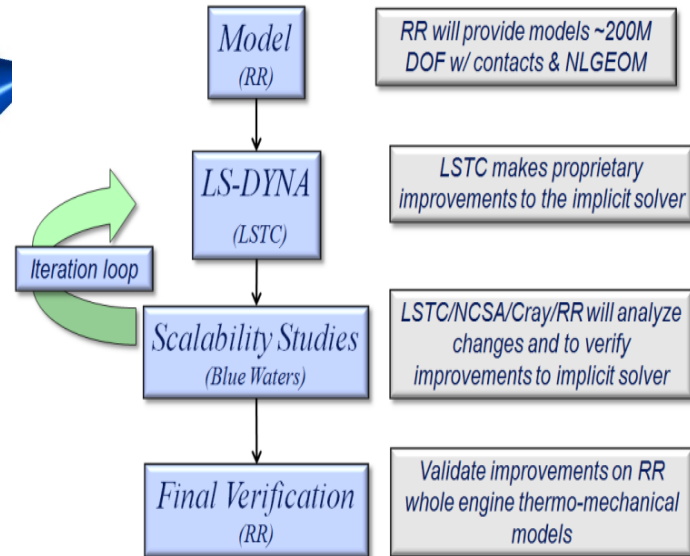 Model
(RR)
RR will provide models ~200M
DOF w/ contacts & NLGEOM
LS-DYNA
(LSTC)
LSTC makes proprietary
improvements to the implicit solver
Iteration loop
Scalability Studies
(Blue Waters)
LSTC/NCSA/Cray/RR will analyze
changes and to verify
improvements to implicit solver
Final Verification
(RR)
Validate improvements on RR
whole engine thermo-mechanical
models